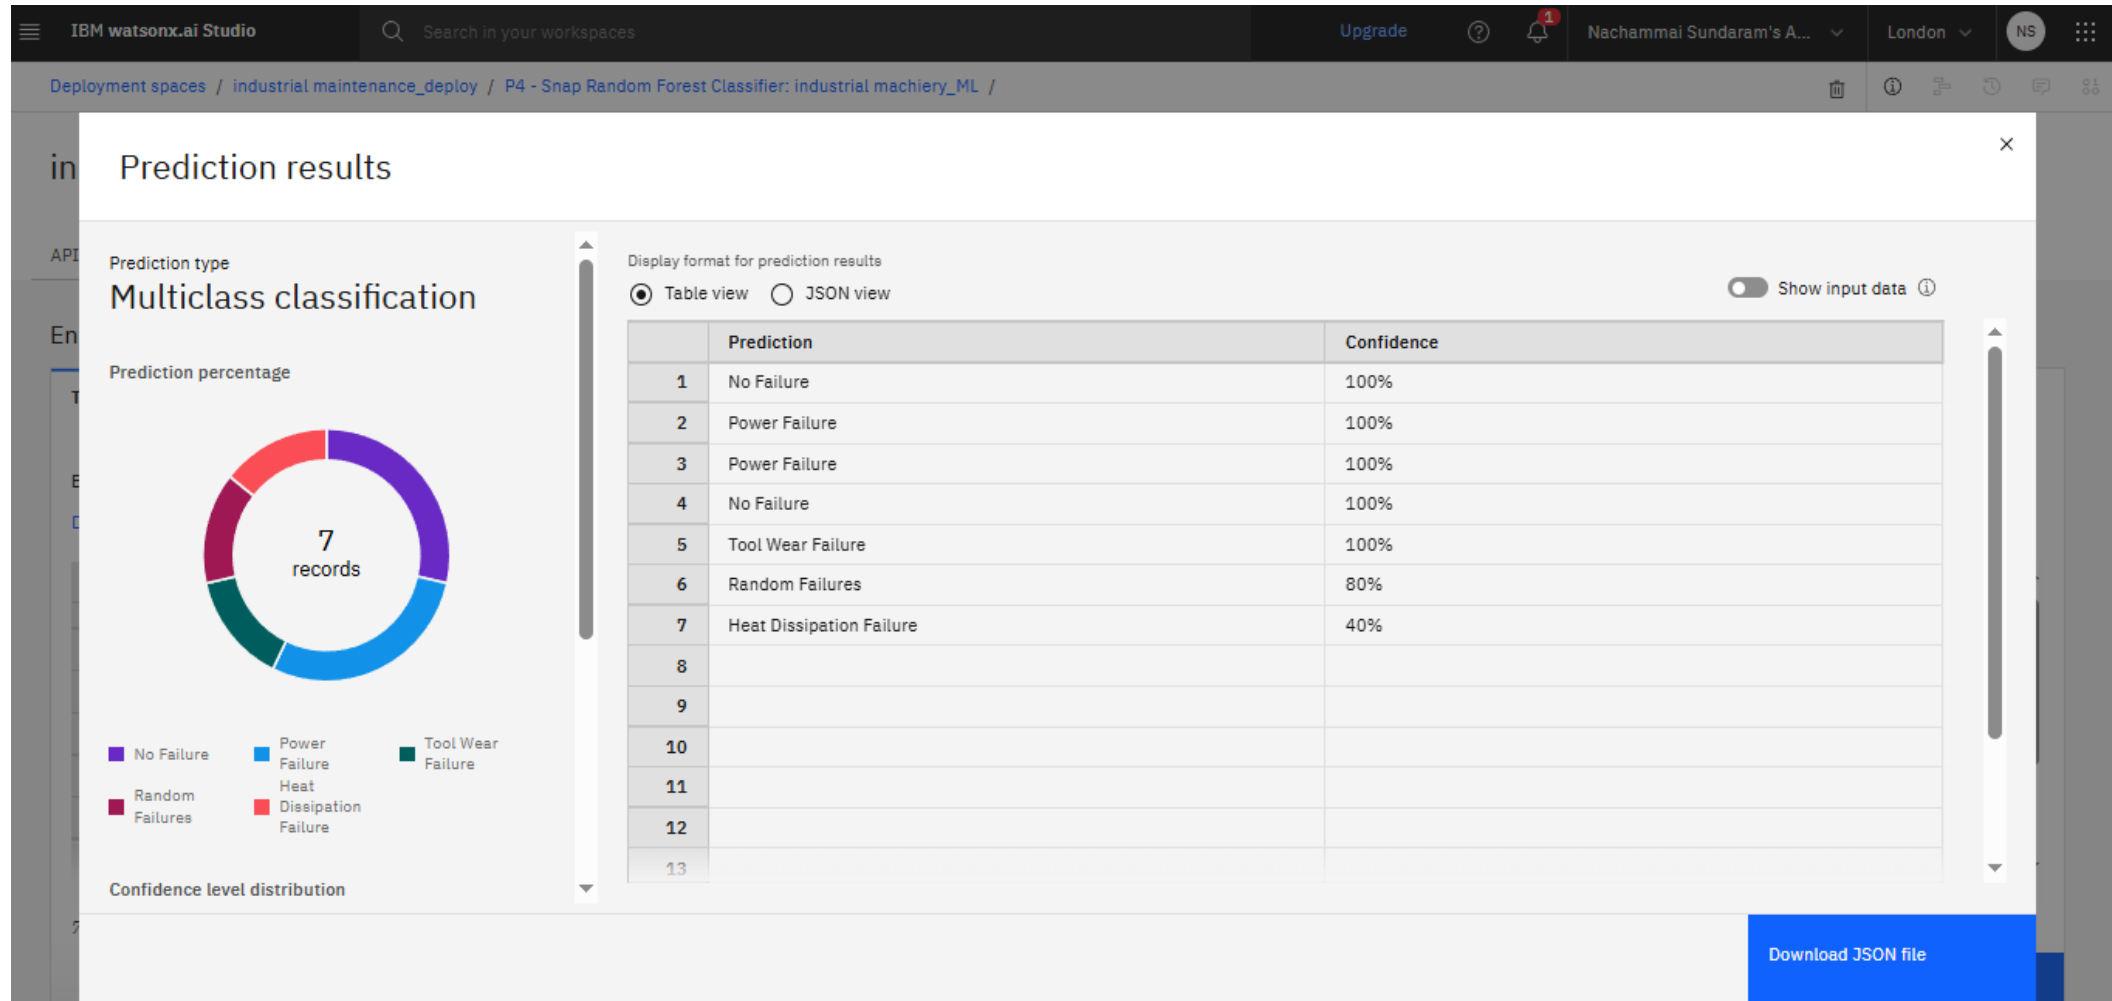 IBM watsonx.ai Studio
Search in your workspaces
Upgrade
1
Nachammai Sundaram's A...
London
NS
Deployment spaces / industrial maintenance_deploy / P4 - Snap Random Forest Classifier: industrial machiery_ML /
in
Prediction results
API
Prediction type
Multiclass classification
En
Prediction percentage
7
records
No Failure
Power
Failure
Tool Wear
Failure
Random
Failures
Heat
Dissipation
Failure
Confidence level distribution
Display format for prediction results
Table view JSON view
Show input data
Prediction Confidence
1 No Failure 100%
2 Power Failure 100%
3 Power Failure 100%
4 No Failure 100%
5 Tool Wear Failure 100%
6 Random Failures 80%
7 Heat Dissipation Failure 40%
8
9
10
11
12
13
Download JSON file